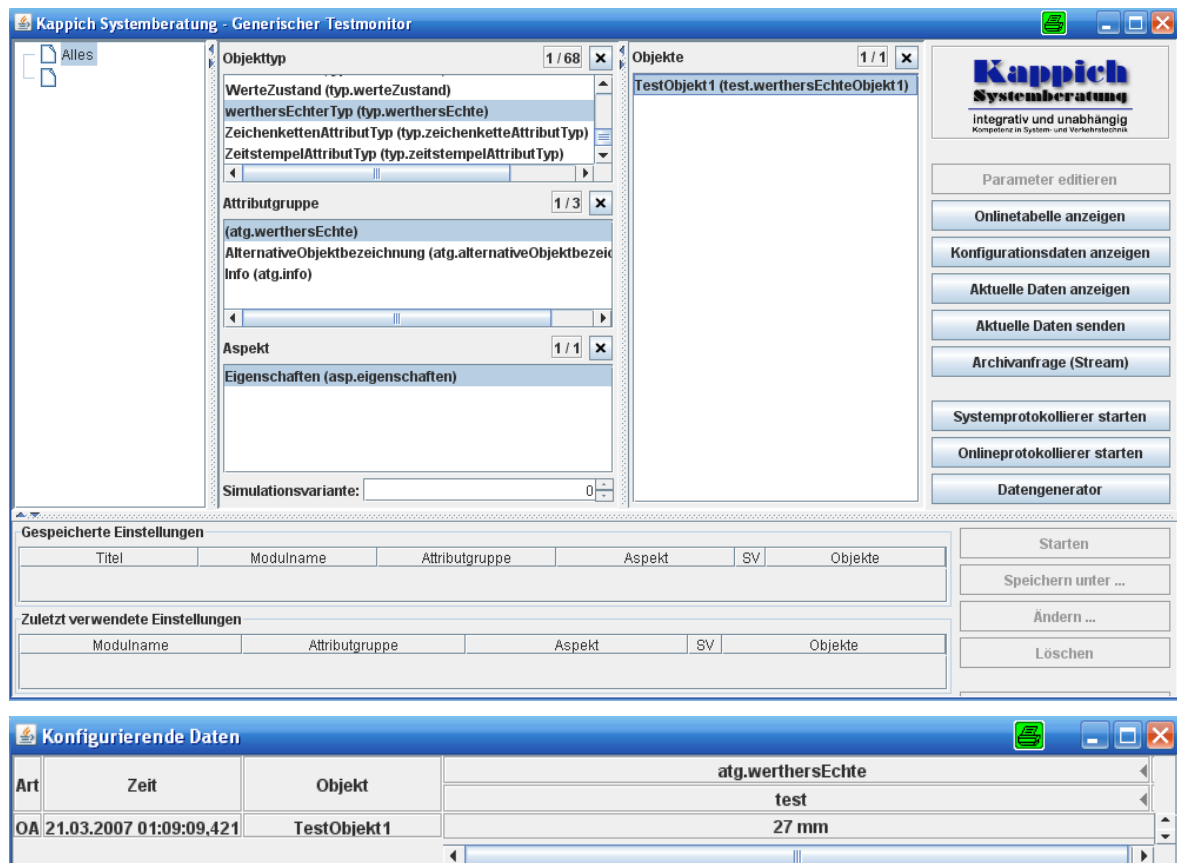 Kappich Systemberatung - Generischer Testmonitor
Alles
Objekttyp
1 / 68
WerteZustand (typ.werteZustand)
werthersEchterTyp (typ.werthersEchte)
ZeichenkettenAttributTyp (typ.zeichenketteAttributTyp)
ZeitstempelAttributTyp (typ.zeitstempelAttributTyp)
Attributgruppe
1 / 3
(atg.werthersEchte)
AlternativeObjektbezeichnung (atg.alternativeObjektbezeic
Info (atg.info)
Aspekt
1 / 1
Eigenschaften (asp.eigenschaften)
Simulationsvariante:
0
Objekte
1 / 1
TestObjekt1 (test.werthersEchteObjekt1)
Kappich
Systemberatung
integrativ und unabhängig
Kompetenz in System- und Verkehrstechnik
Parameter editieren
Onlinetabelle anzeigen
Konfigurationsdaten anzeigen
Aktuelle Daten anzeigen
Aktuelle Daten senden
Archivanfrage (Stream)
Systemprotokollierer starten
Onlineprotokollierer starten
Datengenerator
Gespeicherte Einstellungen
Titel Modulname Attributgruppe Aspekt SV Objekte
Zuletzt verwendete Einstellungen
Modulname Attributgruppe Aspekt SV Objekte
Starten
Speichern unter ...
Ändern ...
Löschen
Konfigurierende Daten
Art Zeit Objekt atg.werthersEchte
test
OA 21.03.2007 01:09:09,421 TestObjekt1 27 mm